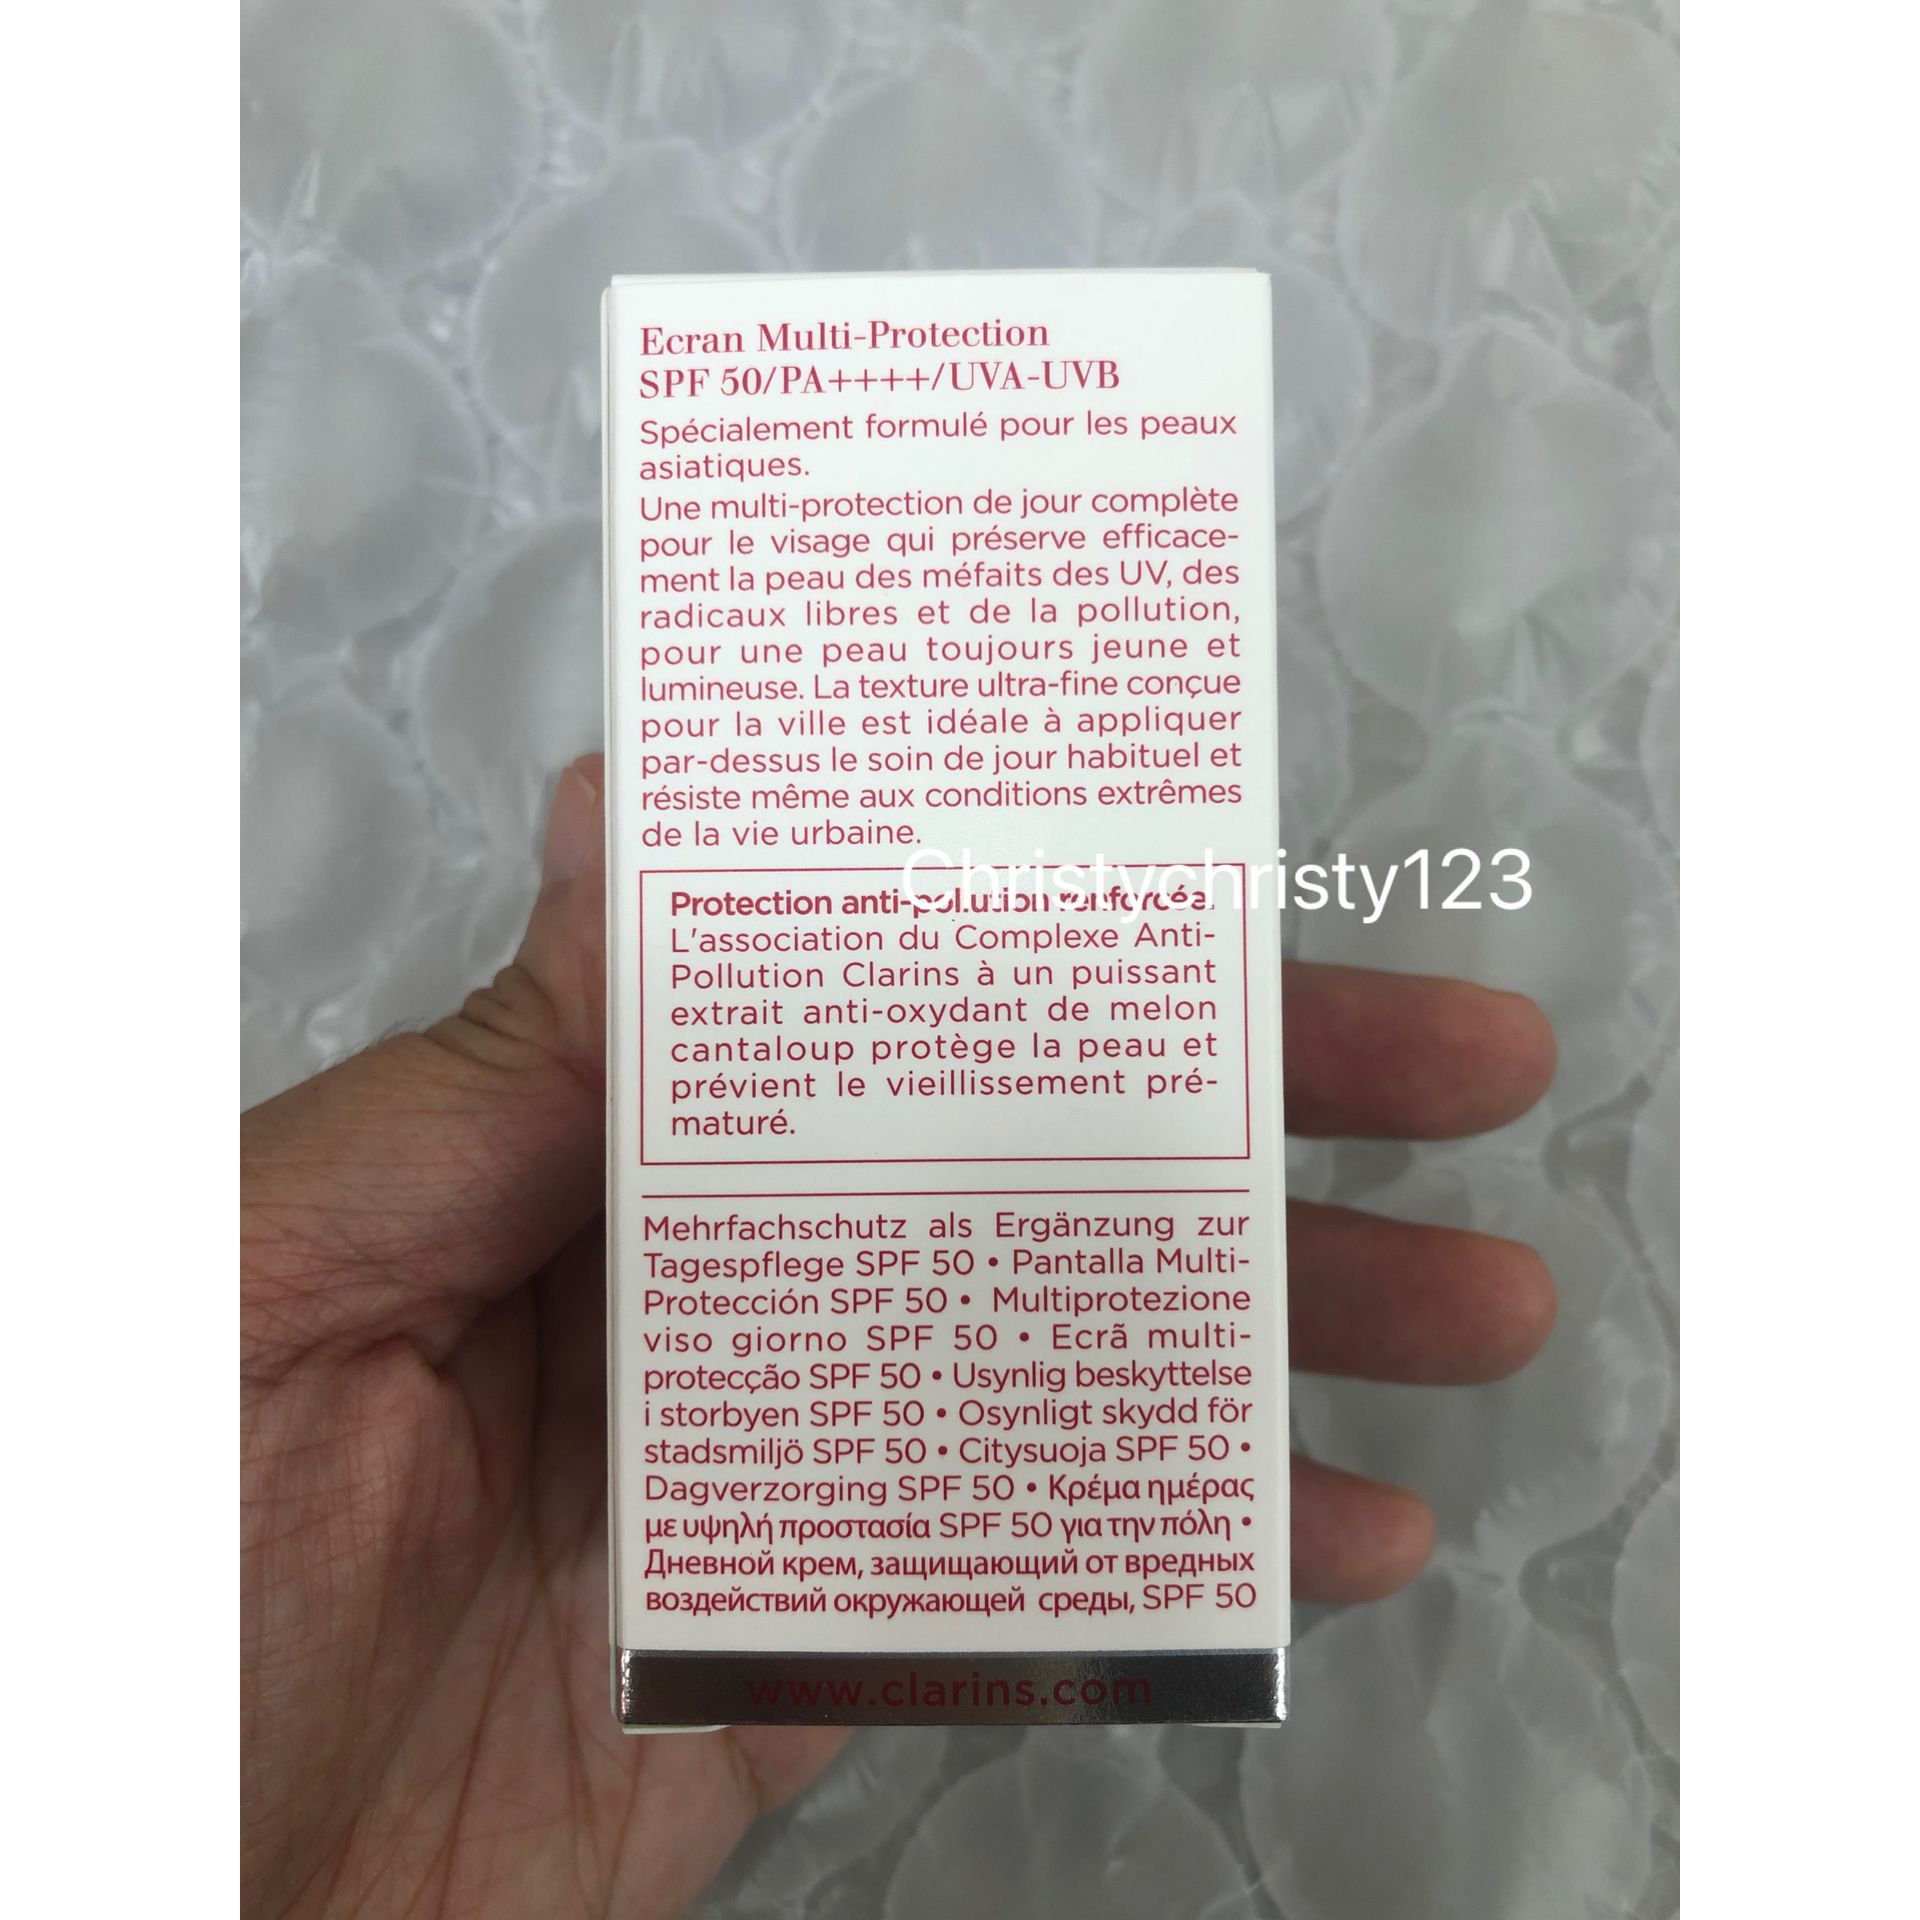 Ecran Multi-Protection
SPF 50/PA++++/UVA-UVB
Spécialement formulé pour les peaux
asiatiques.
Une multi-protection de jour complète
pour le visage qui préserve efficace-
ment la peau des méfaits des UV, des
radicaux libres et de la pollution,
pour une peau toujours jeune et
lumineuse. La texture ultra-fine conçue
pour la ville est idéale à appliquer
par-dessus le soin de jour habituel et
résiste même aux conditions extrêmes
de la vie urbaine.
Christychristy123
Protection anti-pollution renforcée.
L'association du Complexe Anti-
Pollution Clarins à un puissant
extrait anti-oxydant de melon
cantaloup protège la peau et
prévient le vieillissement pré-
maturé.
Mehrfachschutz als Ergänzung zur
Tagespflege SPF 50 • Pantalla Multi-
Protección SPF 50 • Multiprotezione
viso giorno SPF 50 • Ecrã multi-
protecção SPF 50 • Usynlig beskyttelse
i storbyen SPF 50 • Osynligt skydd för
stadsmiljö SPF 50 • Citysuoja SPF 50 •
Dagverzorging SPF 50 • Κρέμα ημέρας
με υψηλή προστασία SPF 50 για την πόλη •
Дневной крем, защищающий от вредных
воздействий окружающей среды, SPF 50
www.clarins.com